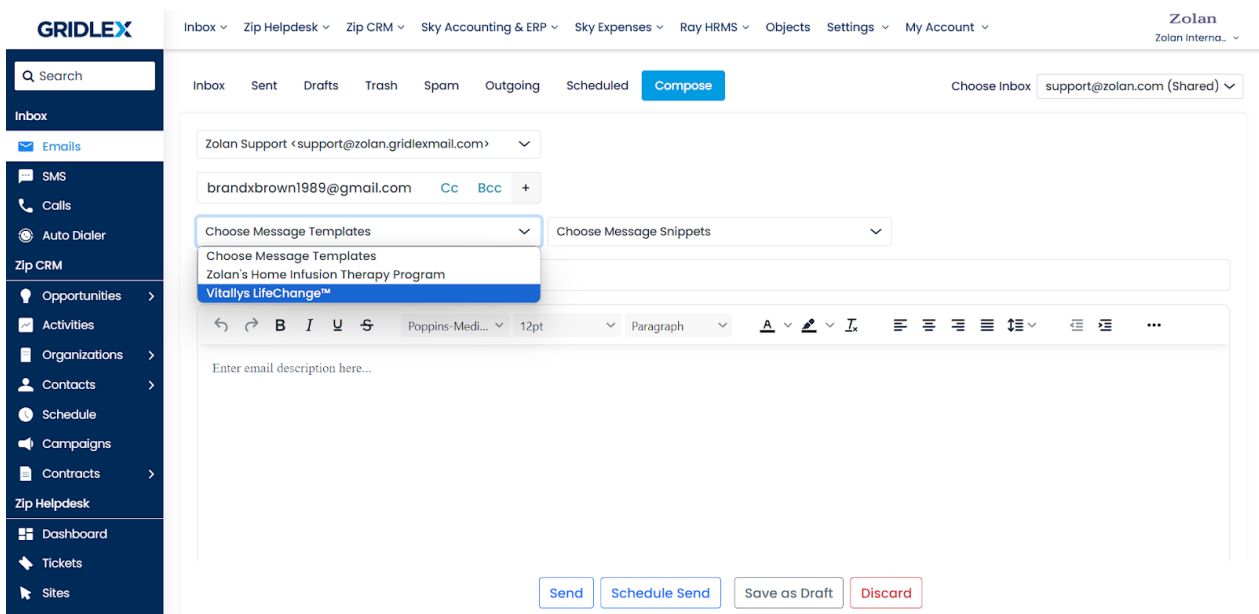 GRIDLEX
Inbox Zip Helpdesk Zip CRM Sky Accounting & ERP Sky Expenses Ray HRMS Objects Settings My Account
Zolan
Zolan Interna..
Search
Inbox
Emails
SMS
Calls
Auto Dialer
Zip CRM
Opportunities
Activities
Organizations
Contacts
Schedule
Campaigns
Contracts
Zip Helpdesk
Dashboard
Tickets
Sites
Inbox Sent Drafts Trash Spam Outgoing Scheduled Compose
Choose Inbox support@zolan.com (Shared)
Zolan Support <support@zolan.gridlexmail.com>
brandxbrown1989@gmail.com Cc Bcc +
Choose Message Templates Choose Message Snippets
Choose Message Templates
Zolan's Home Infusion Therapy Program
Vitallys LifeChange™
B I U S Poppins-Medi... 12pt Paragraph A
Enter email description here...
Send Schedule Send Save as Draft Discard